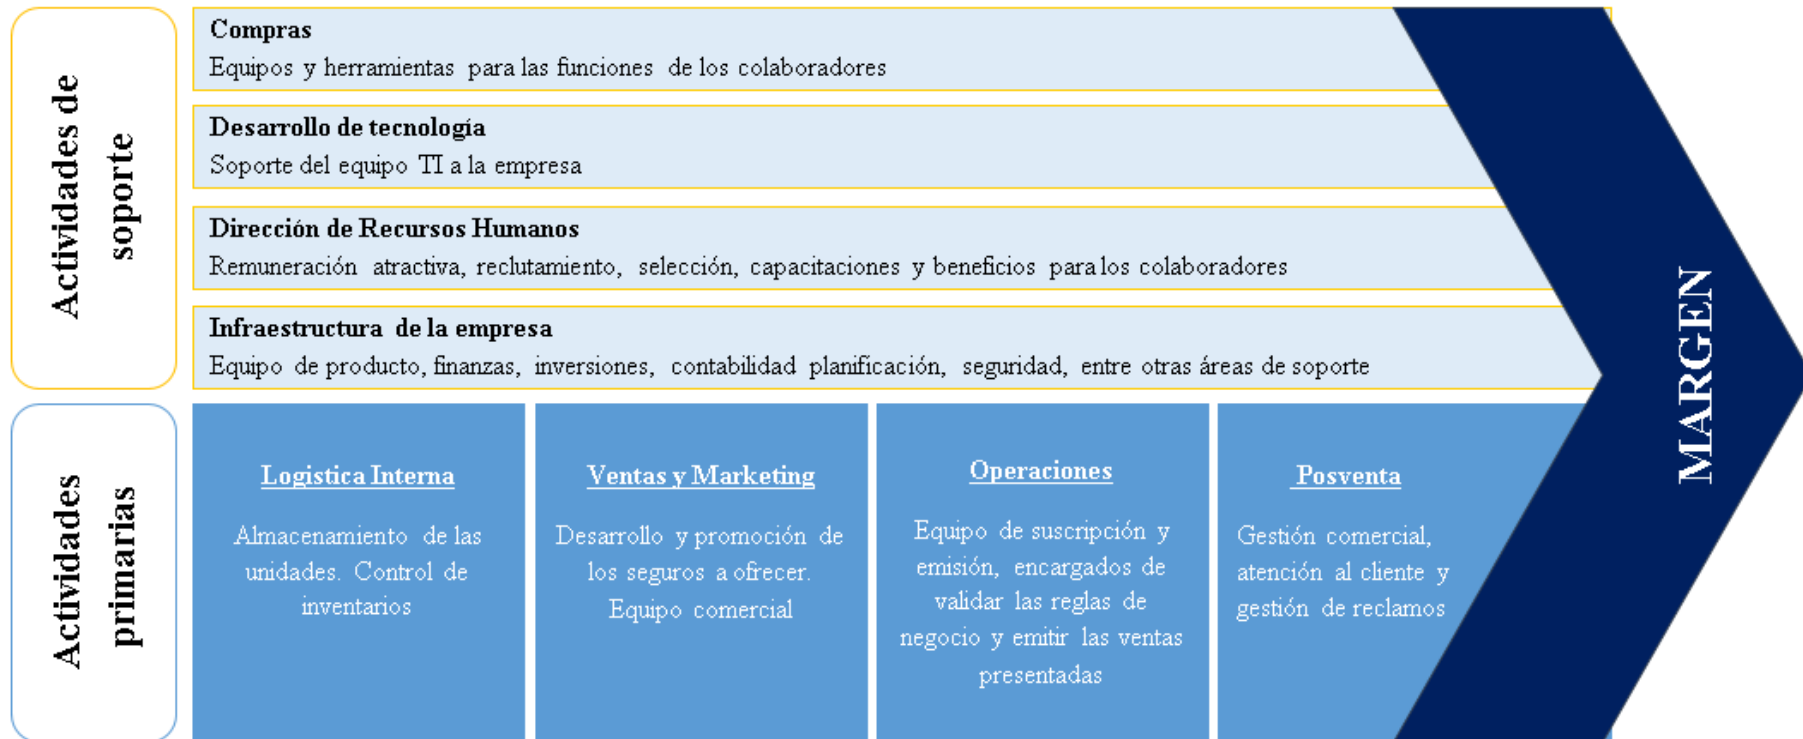 Actividades de
soporte
Compras
Equipos y herramientas para las funciones de los colaboradores
Desarrollo de tecnología
Soporte del equipo TI a la empresa
Dirección de Recursos Humanos
Remuneración atractiva, reclutamiento, selección, capacitaciones y beneficios para los colaboradores
Infraestructura de la empresa
Equipo de producto, finanzas, inversiones, contabilidad planificación, seguridad, entre otras áreas de soporte
Actividades
primarias
Logistica Interna
Almacenamiento de las
unidades. Control de
inventarios
Ventas y Marketing
Desarrollo y promoción de
los seguros a ofrecer.
Equipo comercial
Operaciones
Equipo de suscripción y
emisión, encargados de
validar las reglas de
negocio y emitir las ventas
presentadas
Posventa
Gestión comercial,
atención al cliente y
gestión de reclamos
MARGEN